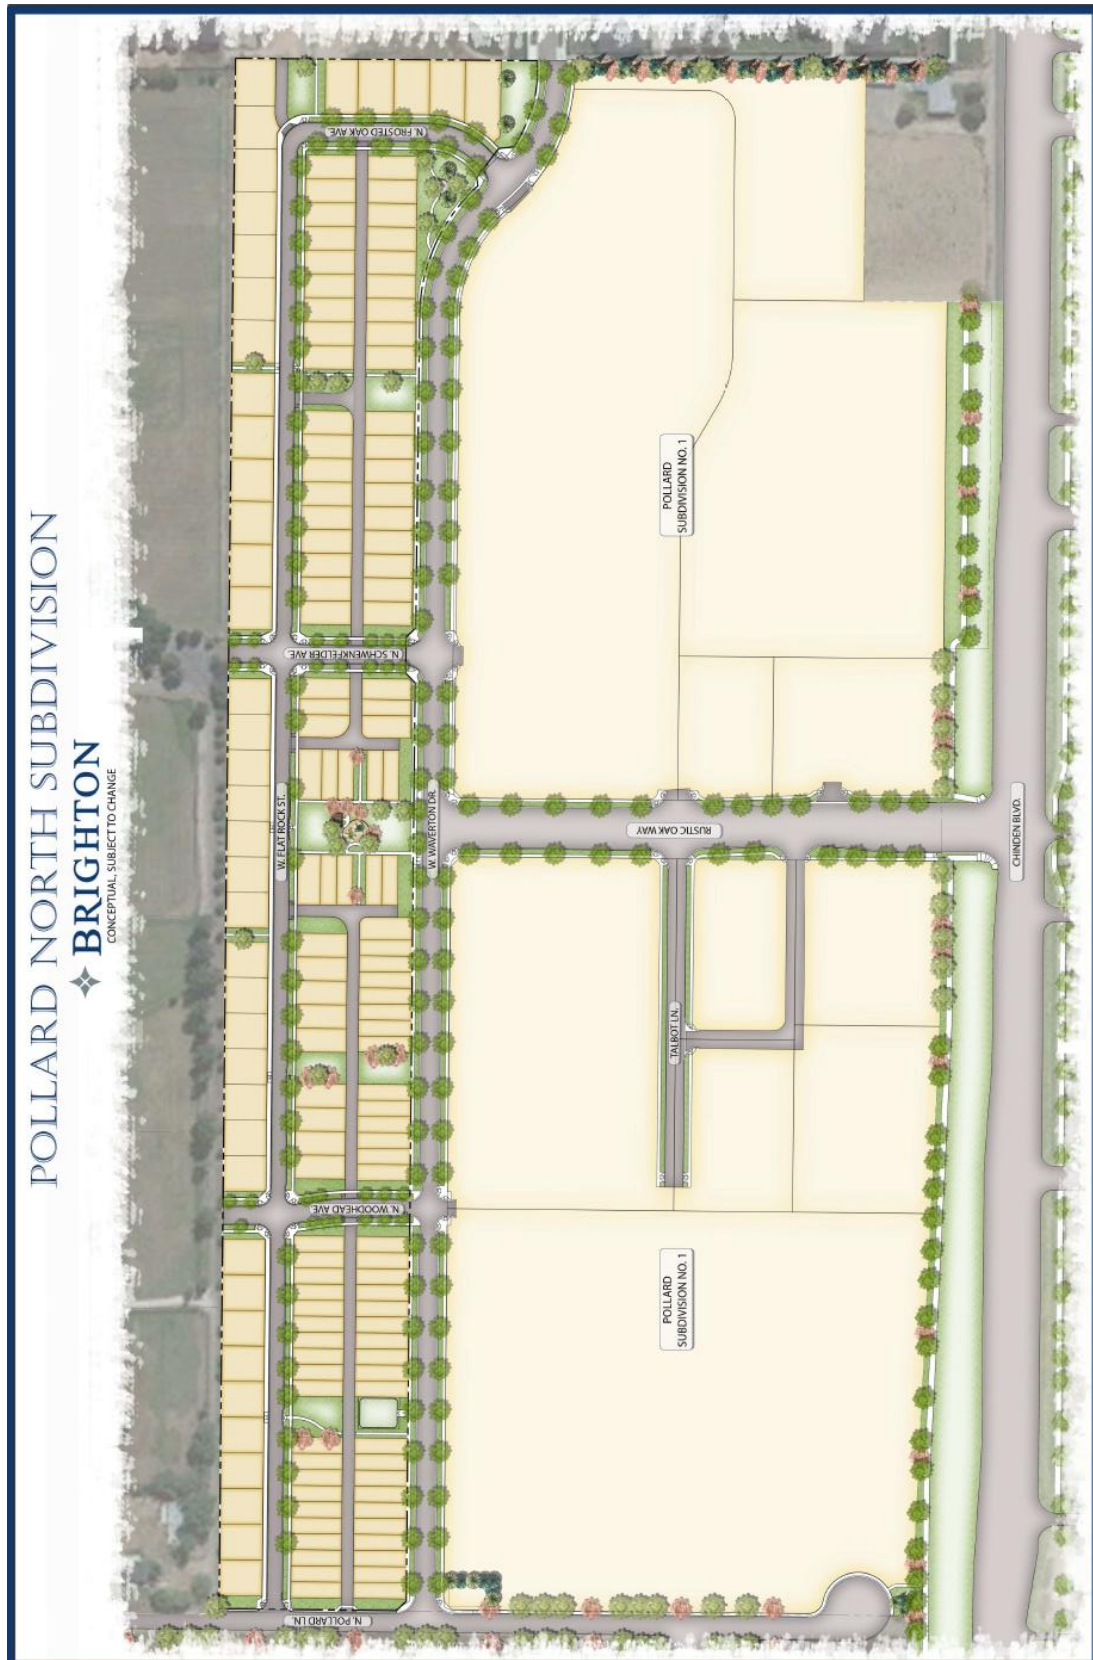 POLLARD NORTH SUBDIVISION
BRIGHTON
CONCEPTUAL, SUBJECT TO CHANGE
N. FROSTED OAK AVE.
N. SCHWENKFELDER AVE.
W. FLAT ROCK ST.
W. WAVERTON DR.
N. WOODHEAD AVE
N. POLLARD LN.
POLLARD
SUBDIVISION NO. 1
RUSTIC OAK WAY
TALBOT LN.
POLLARD
SUBDIVISION NO. 1
CHINDEN BLVD.